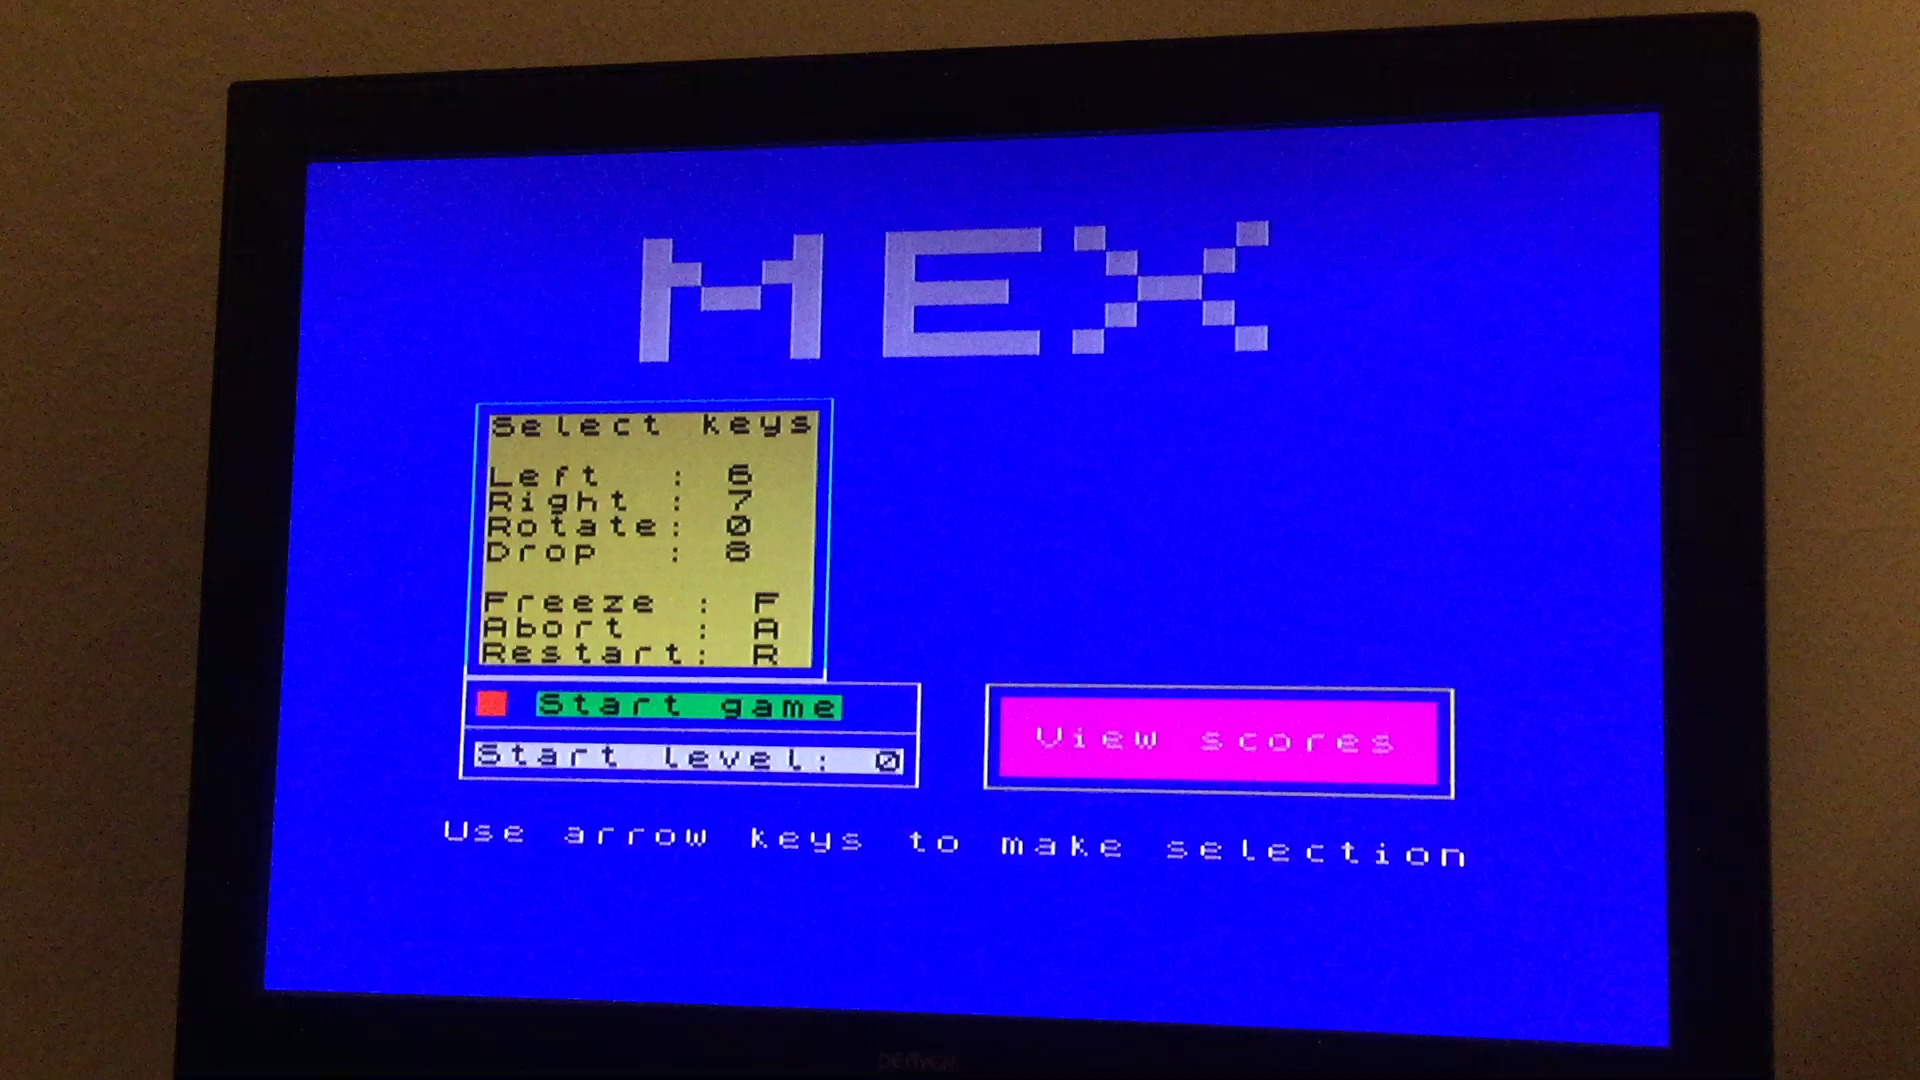 MEX
Select keys
Left : 6
Right : 7
Rotate: 0
Drop : 8
Freeze : F
Abort : A
Restart: R
Start game
Start level: 0
View scores
Use arrow keys to make selection